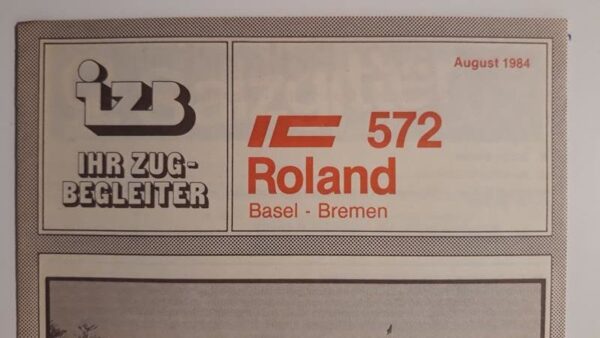 izb
IHR ZUG-
BEGLEITER
August 1984
IC 572
Roland
Basel - Bremen